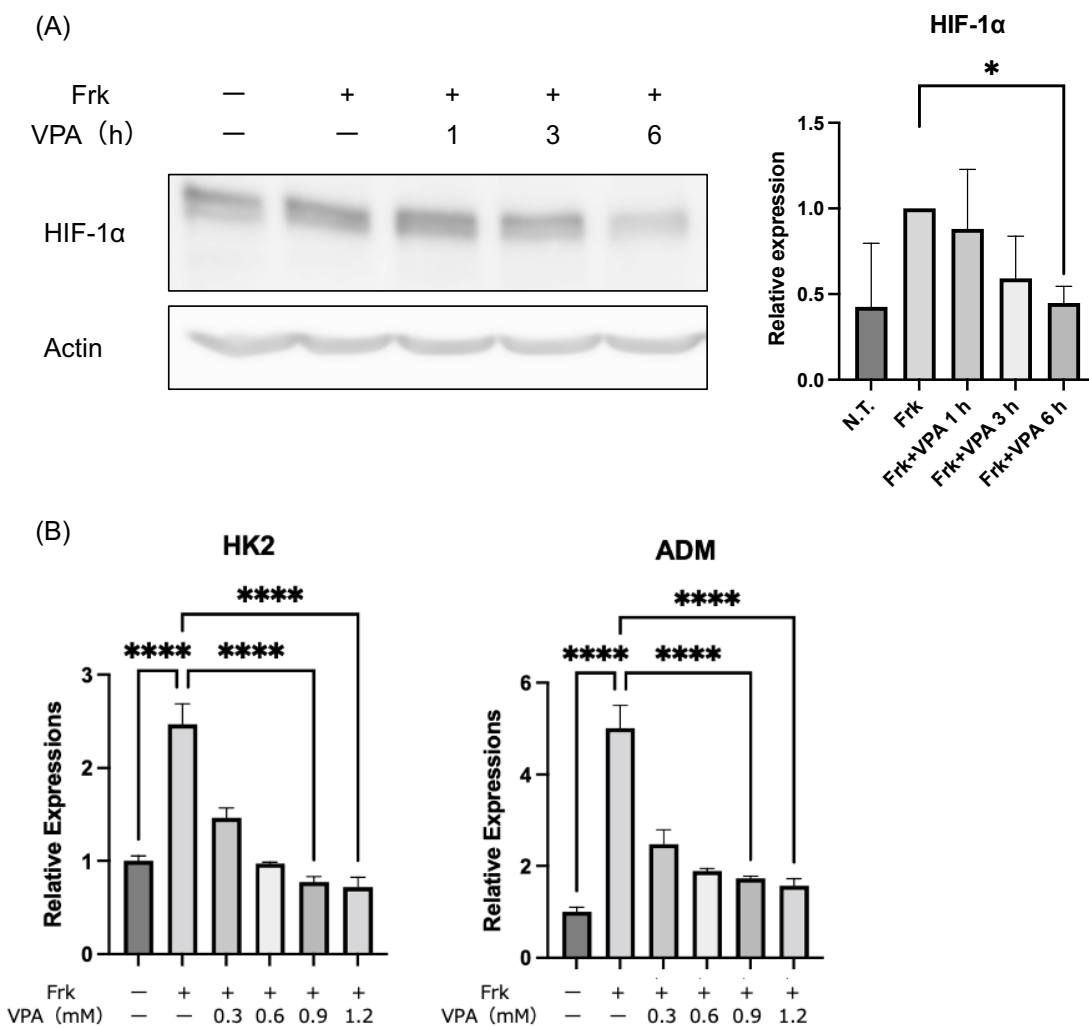 (A)
Frk — + + + +
VPA（h） — — 1 3 6
HIF-1α
Actin
HIF-1α
*
Relative expression
1.5
1.0
0.5
0.0
N.T.
Frk
Frk+VPA 1 h
Frk+VPA 3 h
Frk+VPA 6 h
(B)
HK2
****
**** ****
Relative Expressions
3
2
1
0
Frk — + + + + +
VPA（mM） — — 0.3 0.6 0.9 1.2
ADM
****
**** ****
Relative Expressions
6
4
2
0
Frk — + + + + +
VPA（mM） — — 0.3 0.6 0.9 1.2